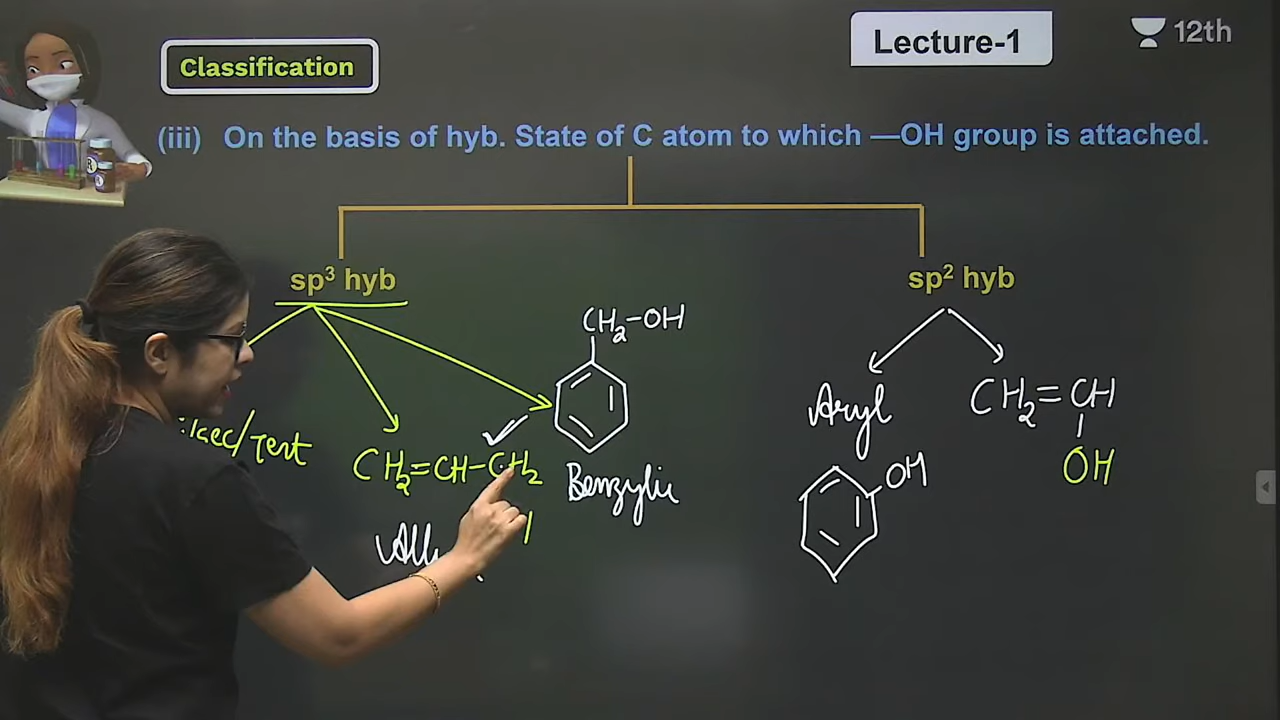 Classification
Lecture-1
12th
(iii) On the basis of hyb. State of C atom to which —OH group is attached.
sp³ hyb
sp² hyb
CH₂-OH
/sec/Tert
CH₂=CH-CH₂
Benzylic
Aryl
OH
CH₂=CH
OH